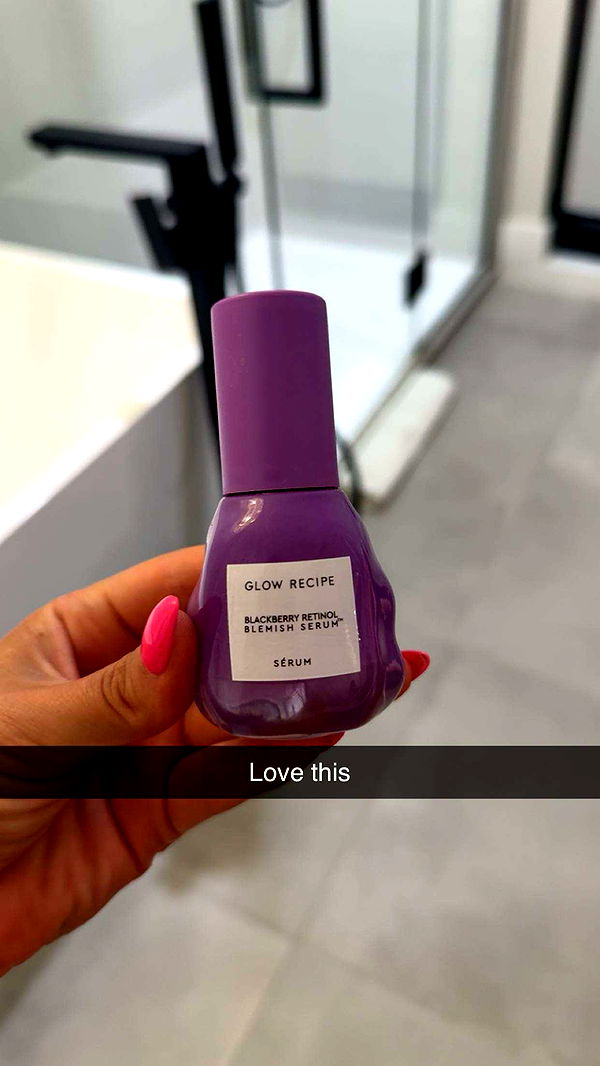 GLOW RECIPE
BLACKBERRY RETINOL
BLEMISH SERUM™
SÉRUM
Love this